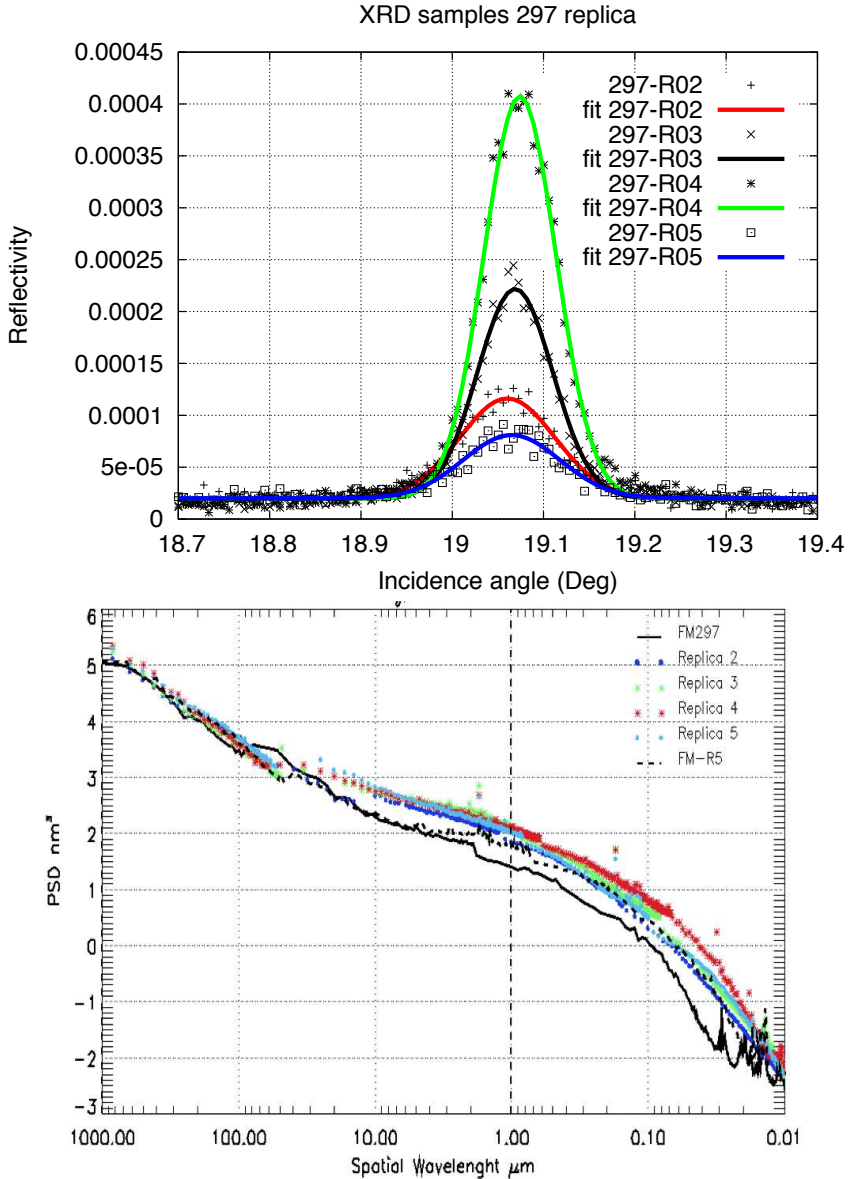 XRD samples 297 replica
0.00045
0.0004
0.00035
0.0003
0.00025
0.0002
0.00015
0.0001
5e-05
0
Reflectivity
297-R02
fit 297-R02
297-R03
fit 297-R03
297-R04
fit 297-R04
297-R05
fit 297-R05
18.7 18.8 18.9 19 19.1 19.2 19.3 19.4
Incidence angle (Deg)
6
5
4
3
2
1
0
-1
-2
-3
PSD nm³
FM297
Replica 2
Replica 3
Replica 4
Replica 5
FM-R5
1000.00 100.00 10.00 1.00 0.10 0.01
Spatial Wavelenght μm